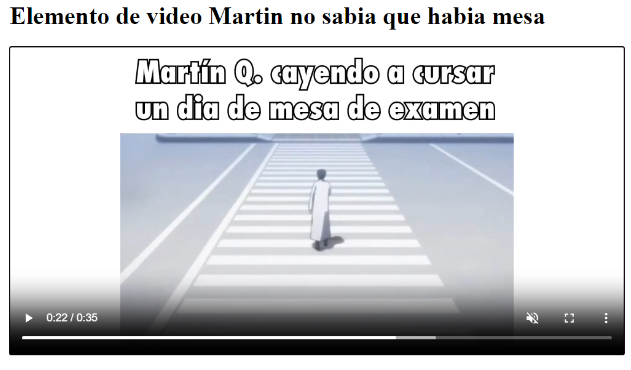 Elemento de video Martin no sabia que habia mesa
Martín Q. cayendo a cursar
un dia de mesa de examen
0:22 / 0:35